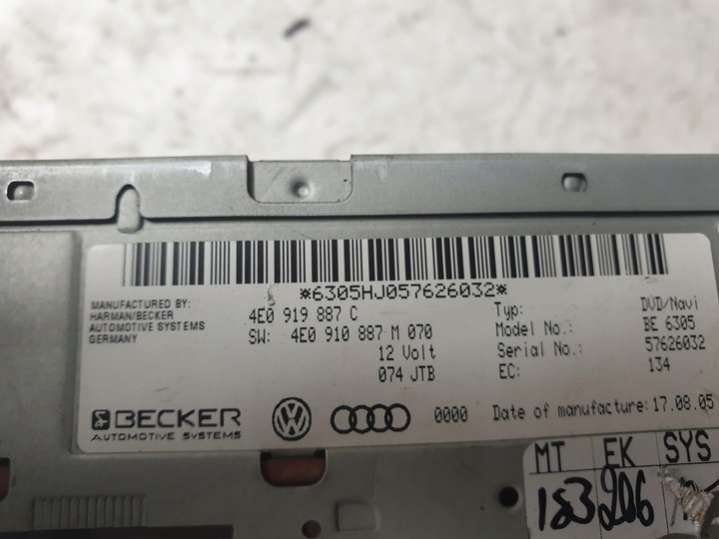 *6305HJ057626032*
MANUFACTURED BY:
HARMAN/BECKER
AUTOMOTIVE SYSTEMS
GERMANY
4E0 919 887 C
SW: 4E0 910 887 M 070
12 Volt
074 JTB
Typ: DVD/Navi
Model No.: BE 6305
Serial No.: 57626032
EC: 134
BECKER
AUTOMOTIVE SYSTEMS
0000 Date of manufacture: 17.08.05
MT EK SYS
183 206